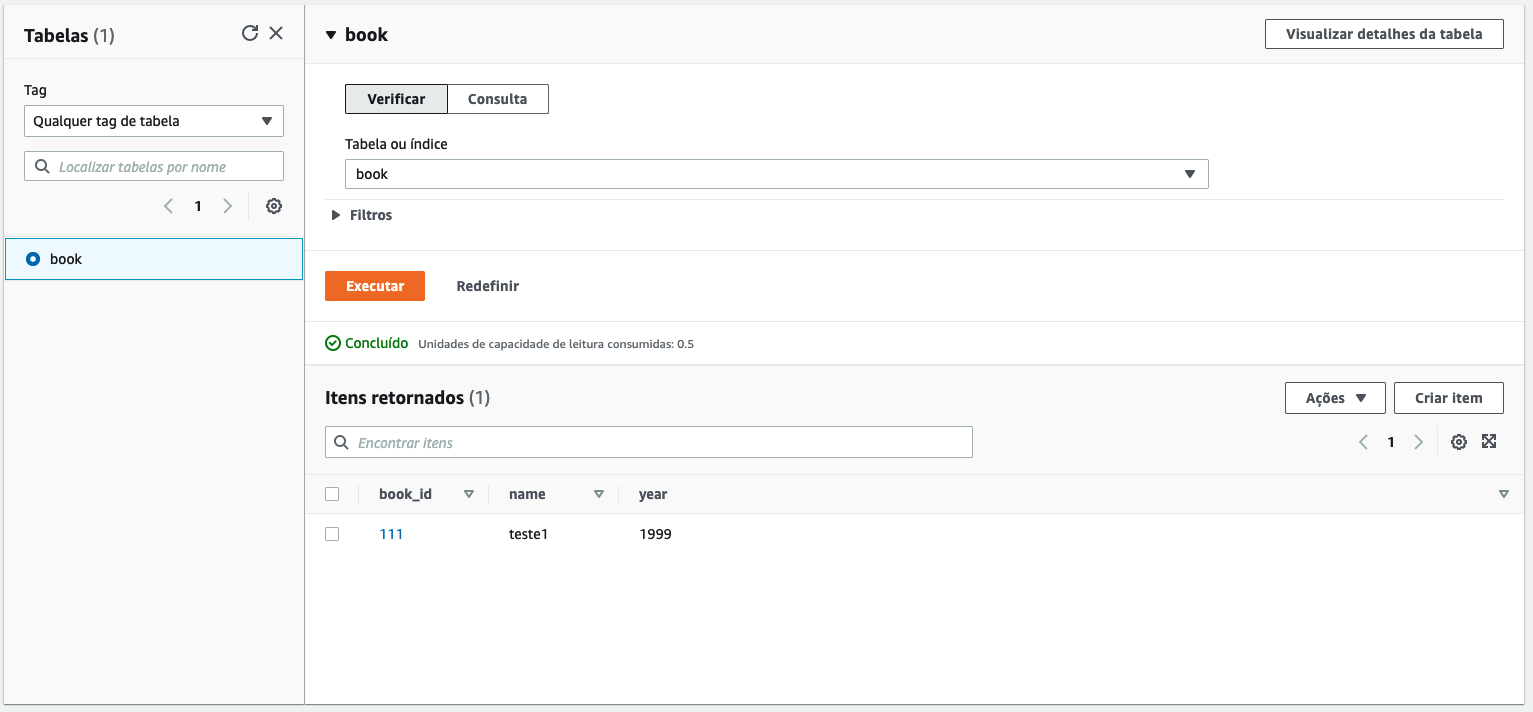 Tabelas (1)
Tag
Qualquer tag de tabela
Localizar tabelas por nome
1
book
book
Visualizar detalhes da tabela
Verificar Consulta
Tabela ou índice
book
Filtros
Executar Redefinir
Concluído Unidades de capacidade de leitura consumidas: 0.5
Itens retornados (1)
Ações Criar item
Encontrar itens
1
book_id name year
111 teste1 1999